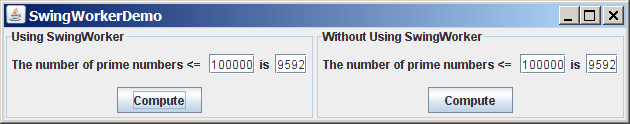 SwingWorkerDemo
Using SwingWorker
The number of prime numbers <= 100000 is 9592
Compute
Without Using SwingWorker
The number of prime numbers <= 100000 is 9592
Compute